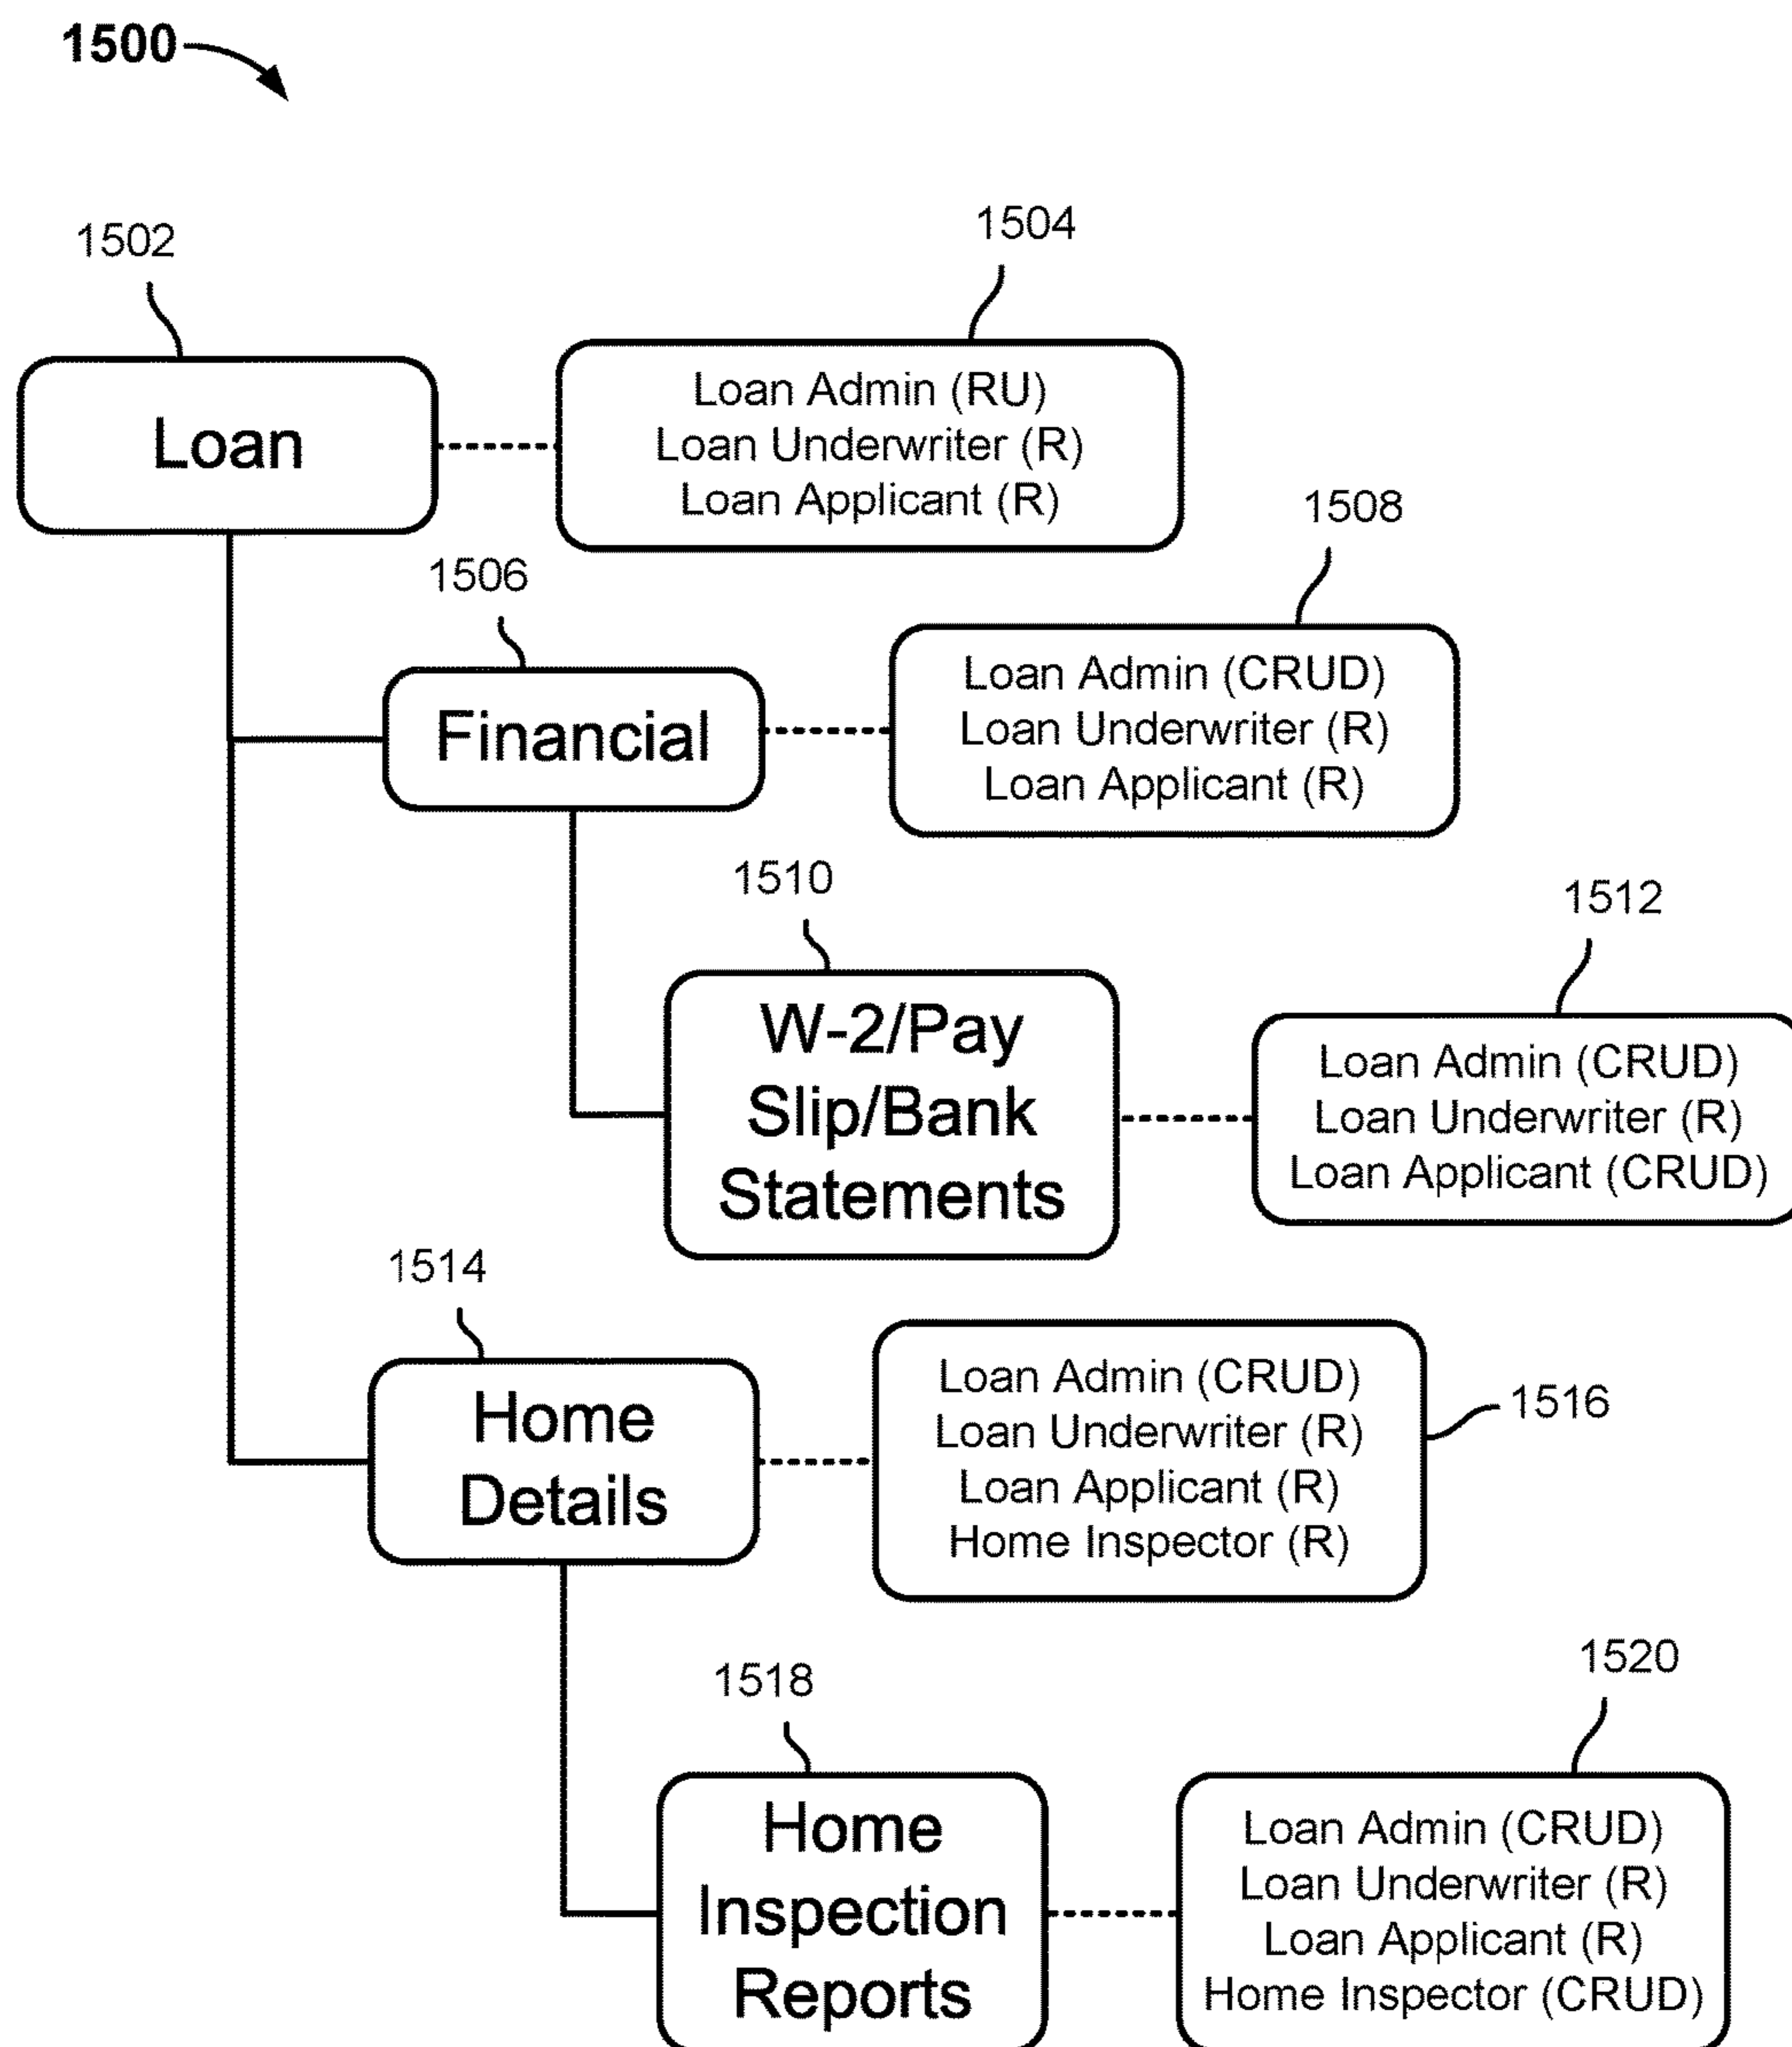 1500
1502
1504
Loan
Loan Admin (RU)
Loan Underwriter (R)
Loan Applicant (R)
1506
1508
Financial
Loan Admin (CRUD)
Loan Underwriter (R)
Loan Applicant (R)
1510
1512
W-2/Pay
Slip/Bank
Statements
Loan Admin (CRUD)
Loan Underwriter (R)
Loan Applicant (CRUD)
1514
Home
Details
Loan Admin (CRUD)
Loan Underwriter (R)
Loan Applicant (R)
Home Inspector (R)
1516
1518
1520
Home
Inspection
Reports
Loan Admin (CRUD)
Loan Underwriter (R)
Loan Applicant (R)
Home Inspector (CRUD)